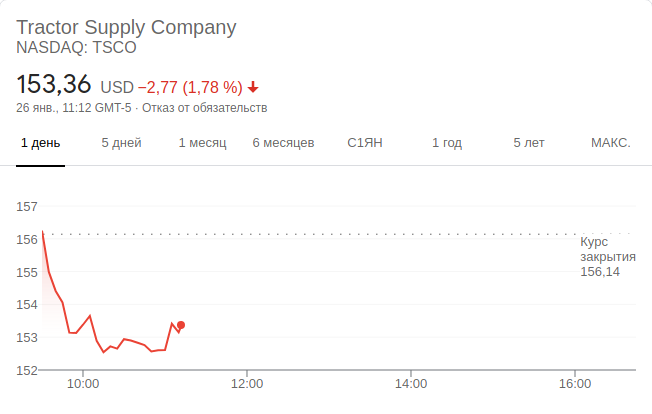 Tractor Supply Company
NASDAQ: TSCO
153,36 USD −2,77 (1,78 %)
26 янв., 11:12 GMT-5 · Отказ от обязательств
1 день 5 дней 1 месяц 6 месяцев С1ЯН 1 год 5 лет МАКС.
157
156
155
154
153
152
Курс
закрытия
156,14
10:00 12:00 14:00 16:00